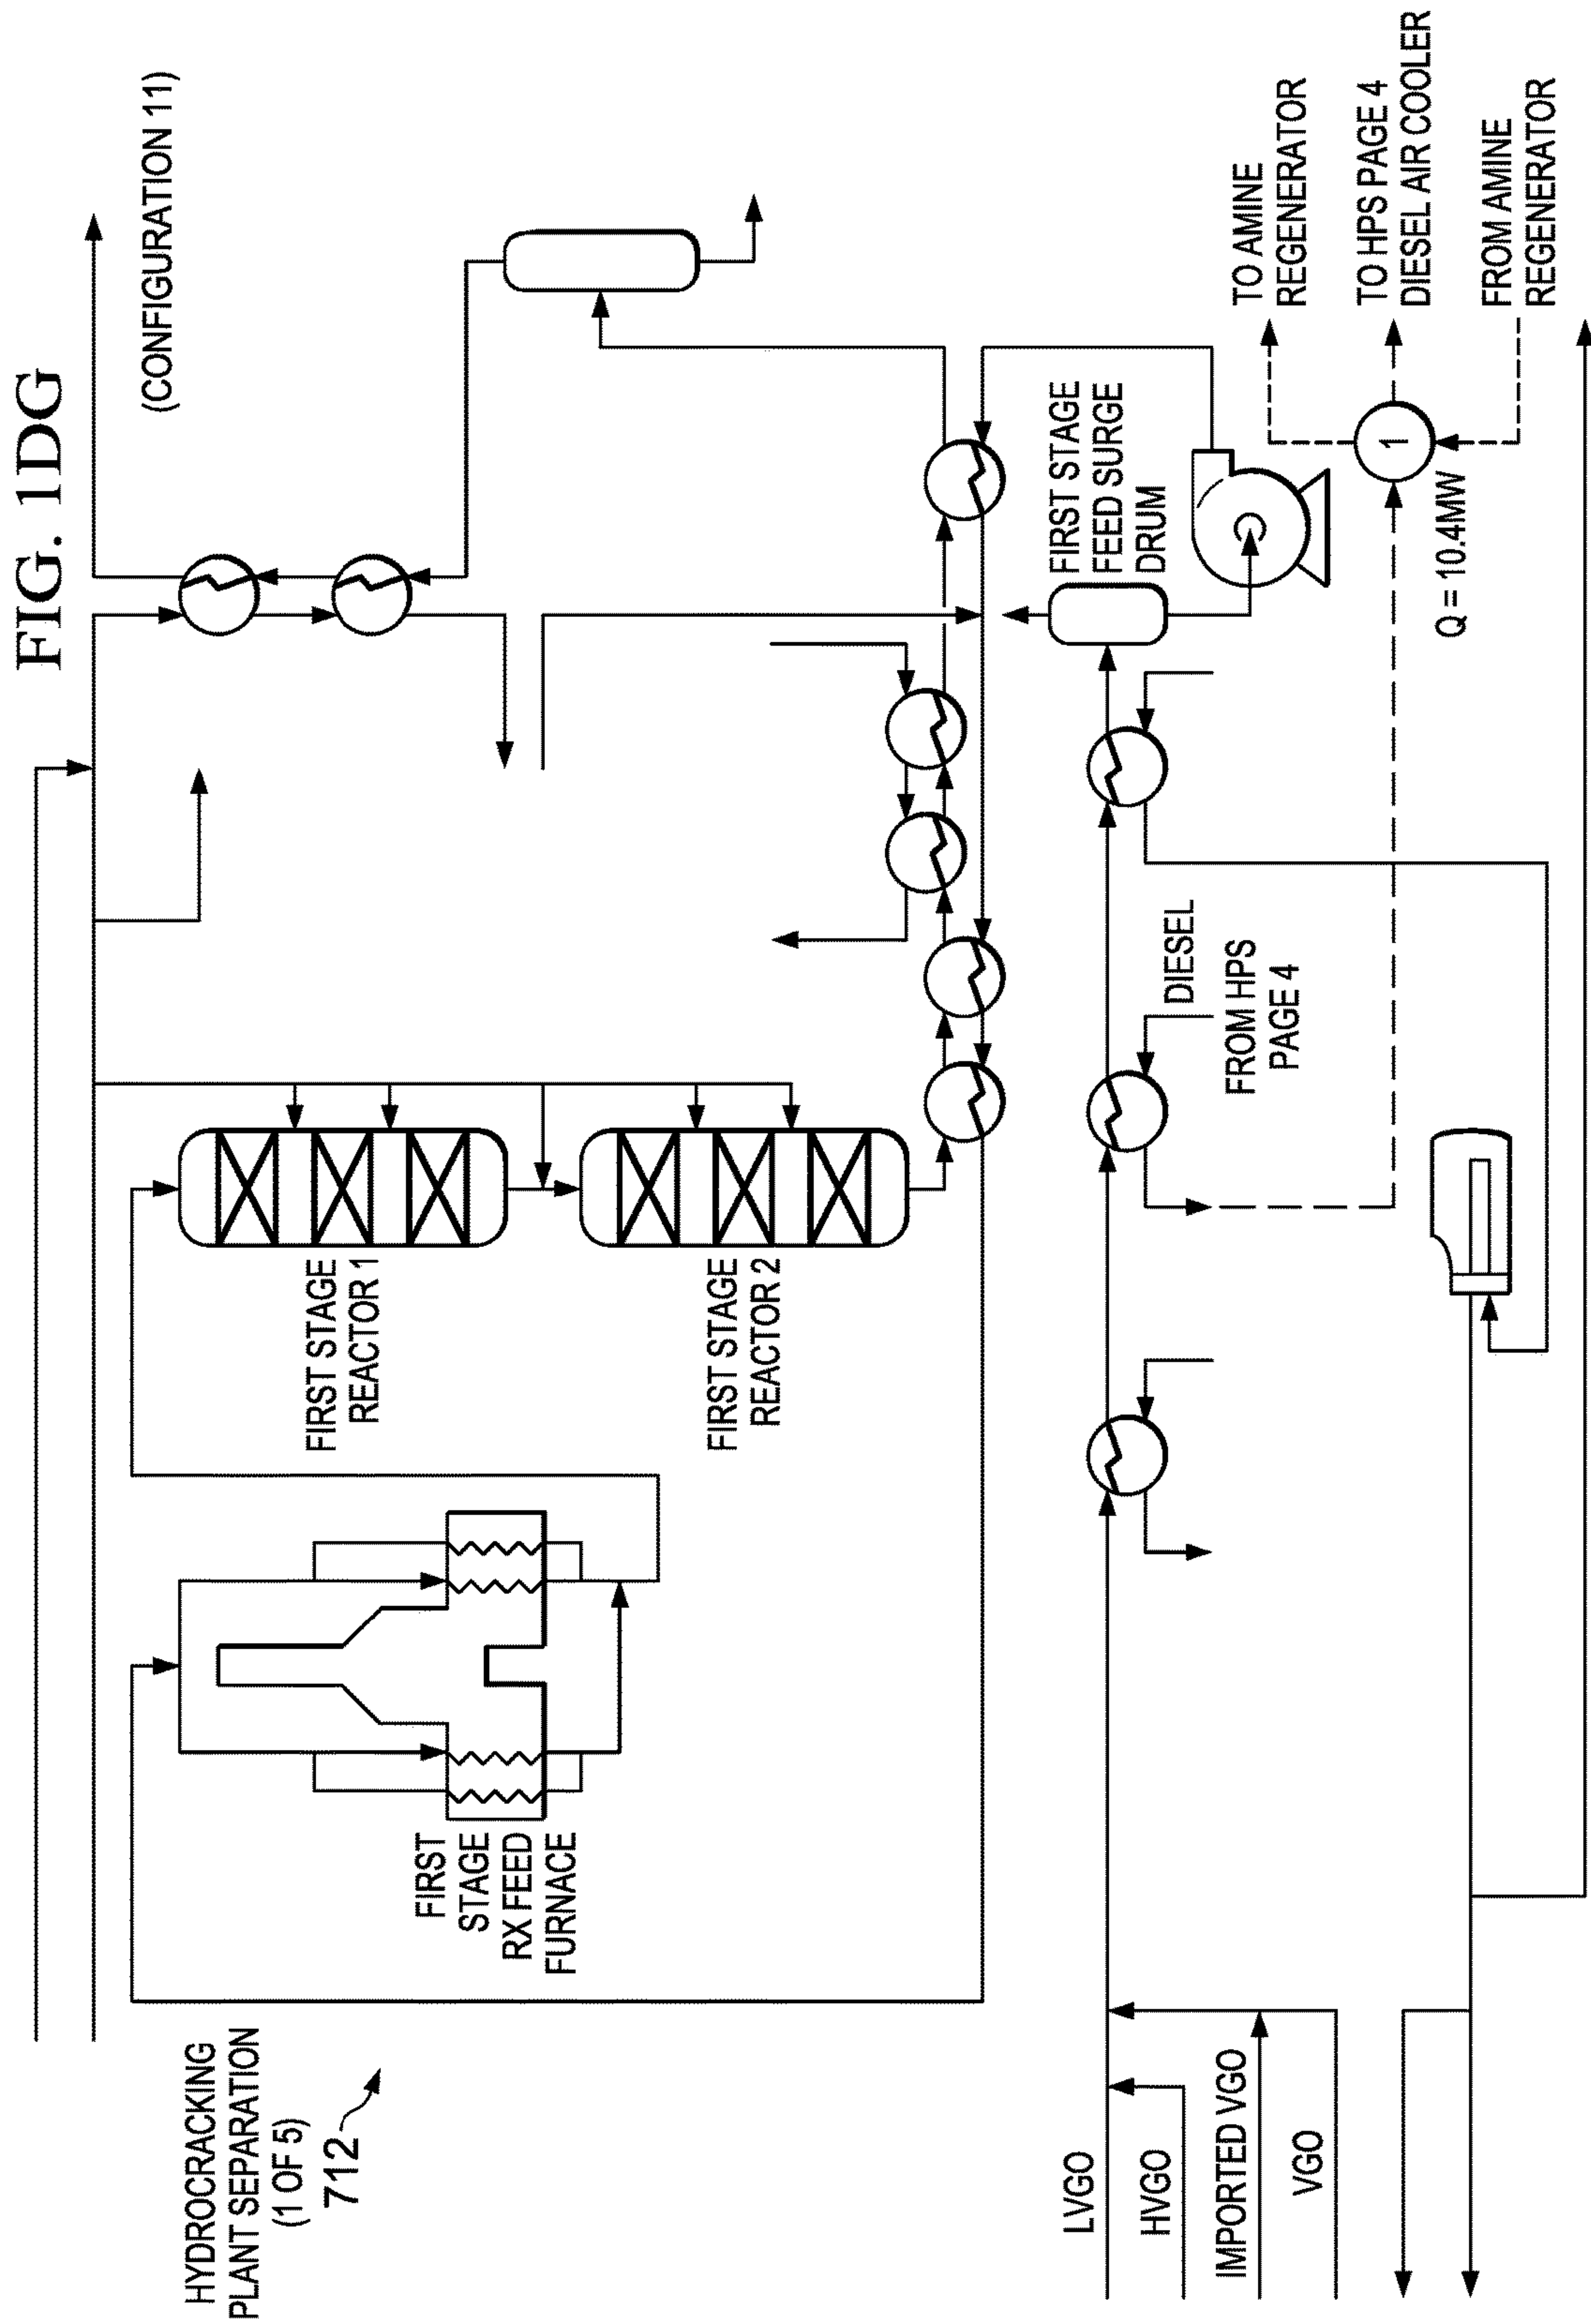 FIG. 1DG
(CONFIGURATION 11)
HYDROCRACKING
PLANT SEPARATION
(1 OF 5)
712
FIRST
STAGE
RX FEED
FURNACE
FIRST STAGE
REACTOR 1
FIRST STAGE
REACTOR 2
FIRST STAGE
FEED SURGE
DRUM
LVGO
HVGO
IMPORTED VGO
VGO
DIESEL
FROM HPS
PAGE 4
Q = 10.4MW
1
TO AMINE
REGENERATOR
TO HPS PAGE 4
DIESEL AIR COOLER
FROM AMINE
REGENERATOR